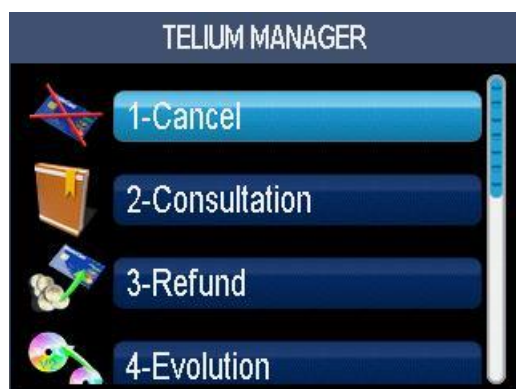 TELIUM MANAGER
1-Cancel
2-Consultation
3-Refund
4-Evolution